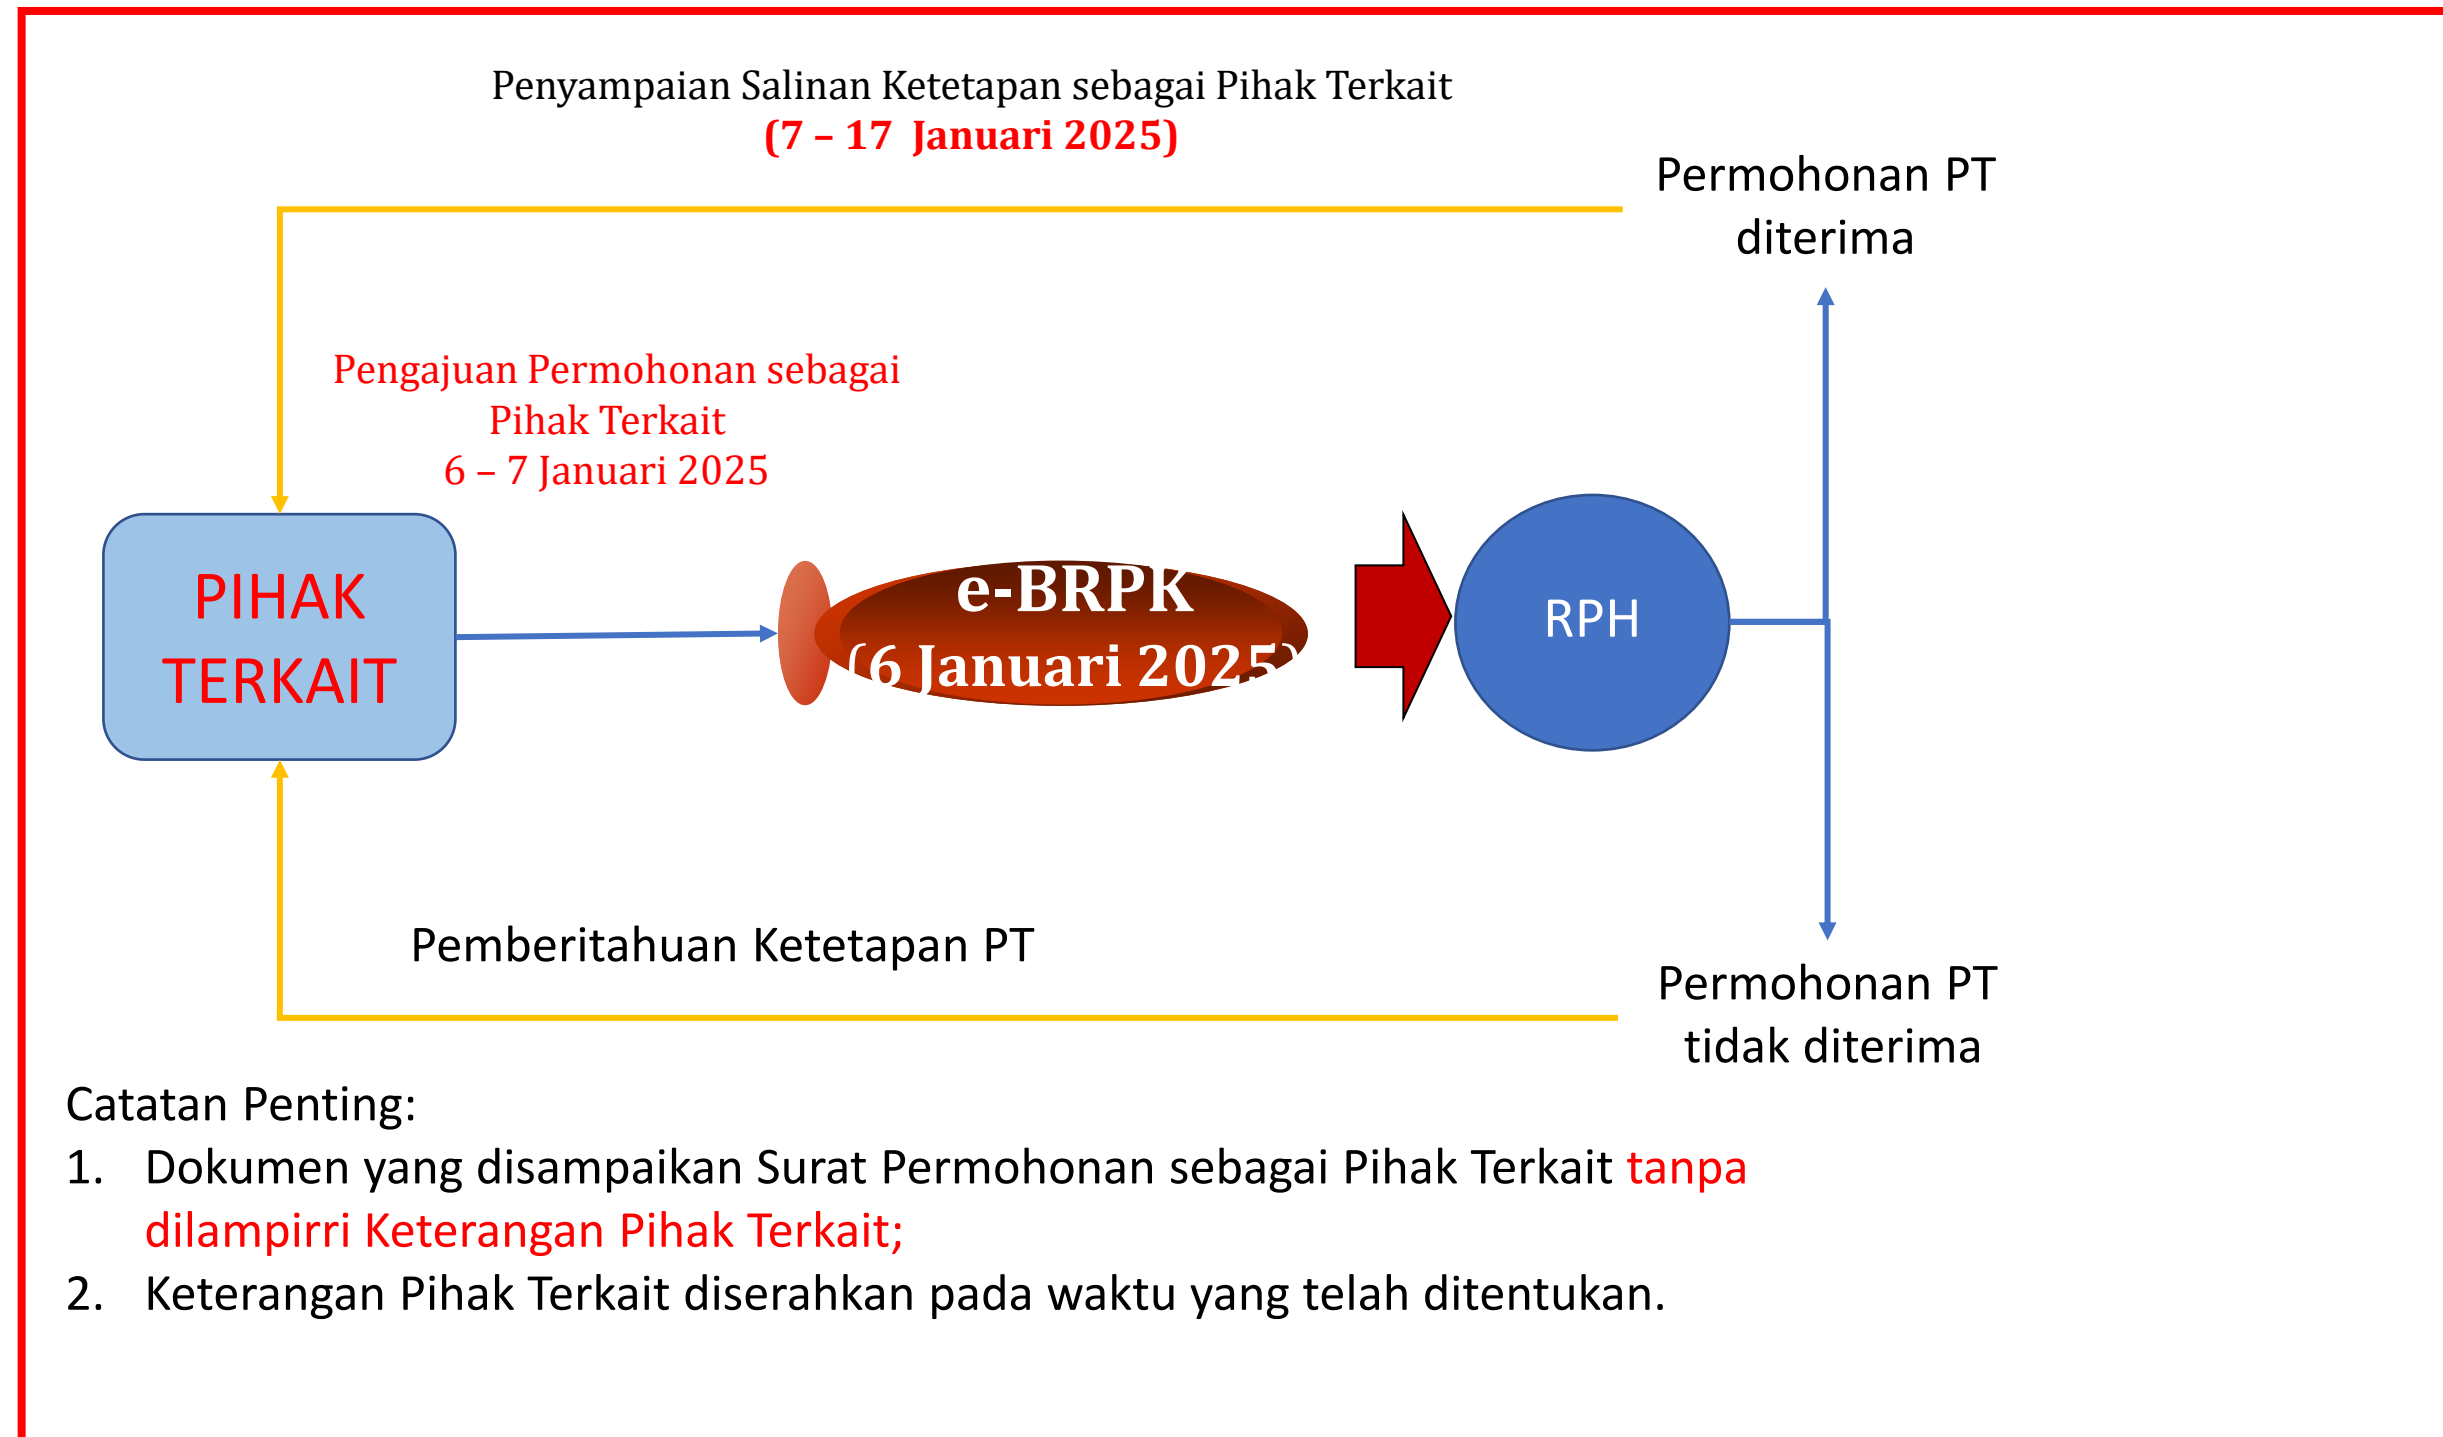 Penyampaian Salinan Ketetapan sebagai Pihak Terkait
(7 – 17 Januari 2025)
Permohonan PT
diterima
Pengajuan Permohonan sebagai
Pihak Terkait
6 – 7 Januari 2025
PIHAK
TERKAIT
e-BRPK
(6 Januari 2025)
RPH
Pemberitahuan Ketetapan PT
Permohonan PT
tidak diterima
Catatan Penting:
1. Dokumen yang disampaikan Surat Permohonan sebagai Pihak Terkait tanpa
dilampirri Keterangan Pihak Terkait;
2. Keterangan Pihak Terkait diserahkan pada waktu yang telah ditentukan.